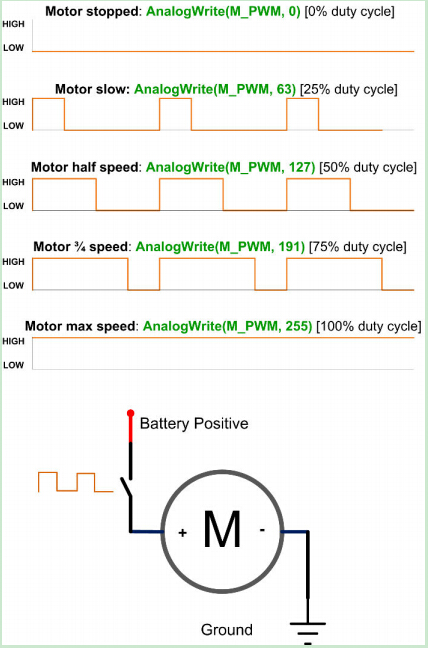 Motor stopped: AnalogWrite(M_PWM, 0) [0% duty cycle]
HIGH
LOW
Motor slow: AnalogWrite(M_PWM, 63) [25% duty cycle]
HIGH
LOW
Motor half speed: AnalogWrite(M_PWM, 127) [50% duty cycle]
HIGH
LOW
Motor ¾ speed: AnalogWrite(M_PWM, 191) [75% duty cycle]
HIGH
LOW
Motor max speed: AnalogWrite(M_PWM, 255) [100% duty cycle]
HIGH
LOW
Battery Positive
+ M -
Ground